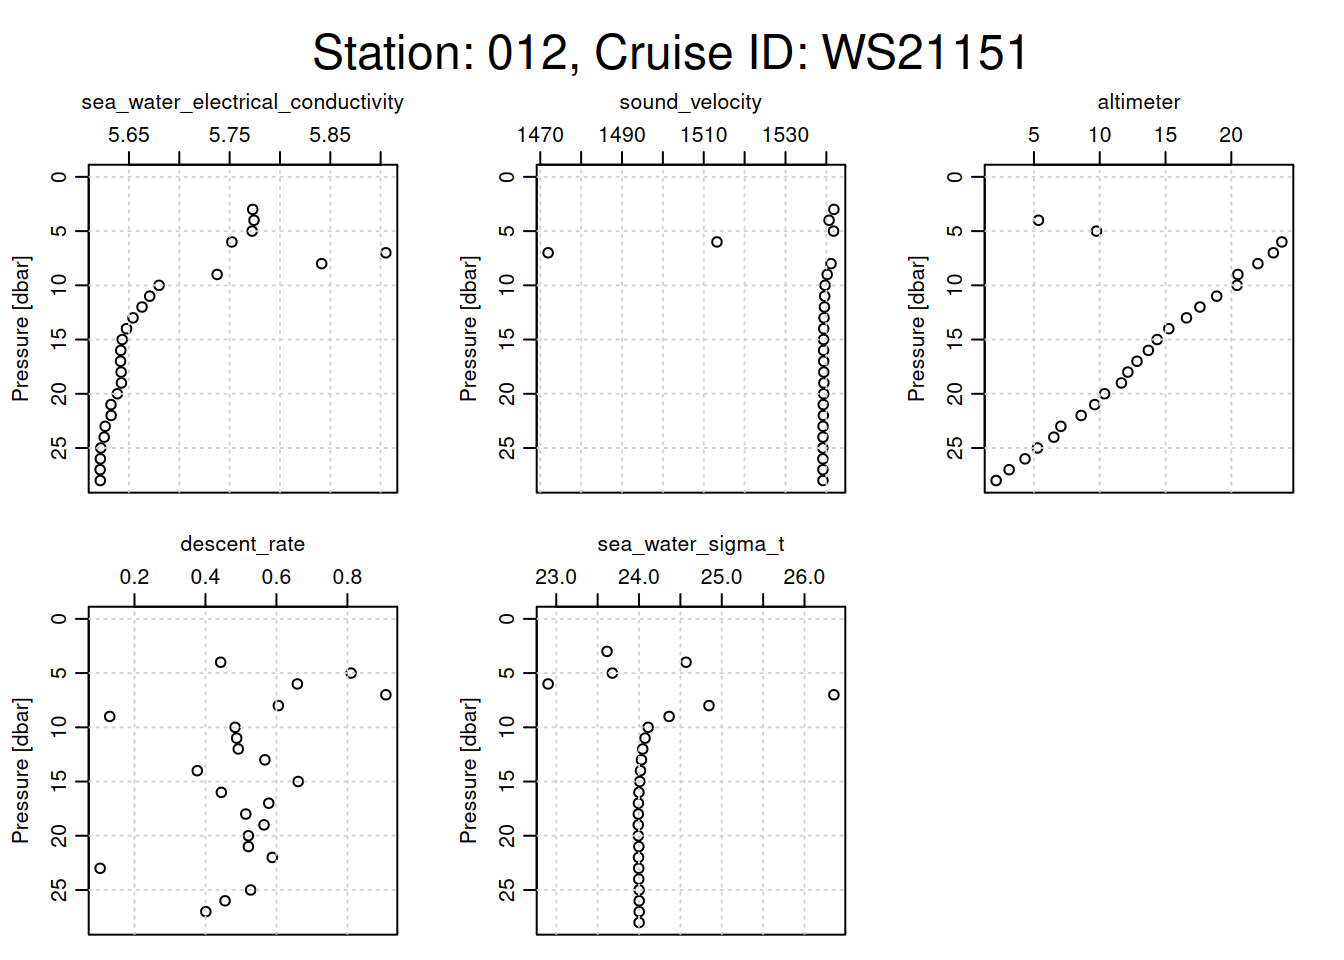 Station: 012, Cruise ID: WS21151
sea_water_electrical_conductivity
5.65 5.75 5.85
Pressure [dbar]
0 5 10 15 20 25
sound_velocity
1470 1490 1510 1530
Pressure [dbar]
0 5 10 15 20 25
altimeter
5 10 15 20
Pressure [dbar]
0 5 10 15 20 25
descent_rate
0.2 0.4 0.6 0.8
Pressure [dbar]
0 5 10 15 20 25
sea_water_sigma_t
23.0 24.0 25.0 26.0
Pressure [dbar]
0 5 10 15 20 25